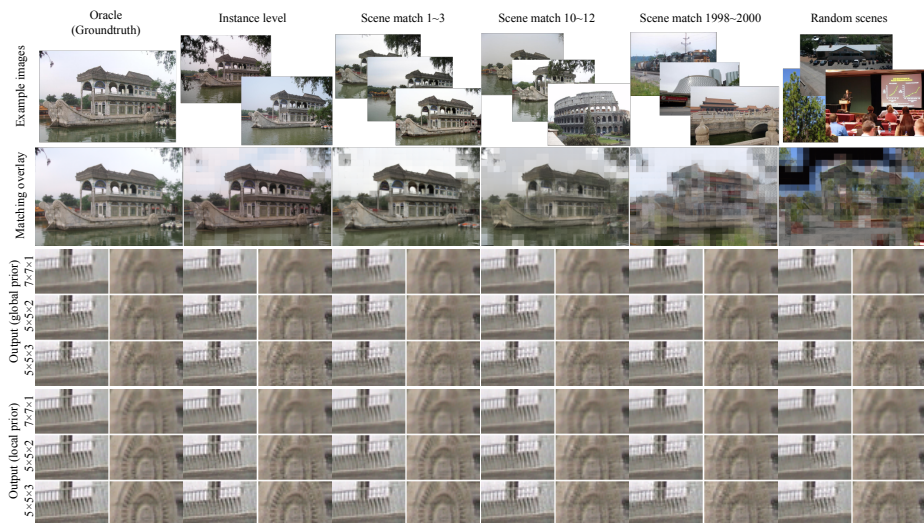 Oracle
(Groundtruth)
Instance level
Scene match 1~3
Scene match 10~12
Scene match 1998~2000
Random scenes
Example images
Matching overlay
Output (global prior)
7×7×1
5×5×2
5×5×3
Output (local prior)
7×7×1
5×5×2
5×5×3